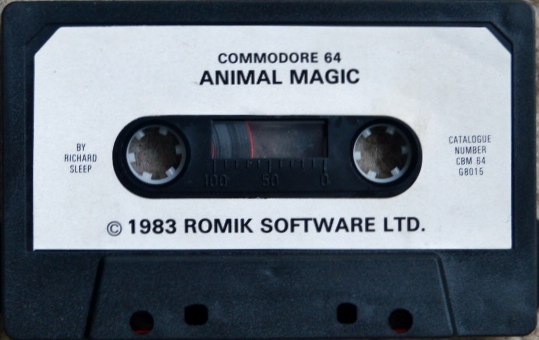 COMMODORE 64
ANIMAL MAGIC
BY
RICHARD
SLEEP
CATALOGUE
NUMBER
CBM 64
G8015
100 50 0
© 1983 ROMIK SOFTWARE LTD.